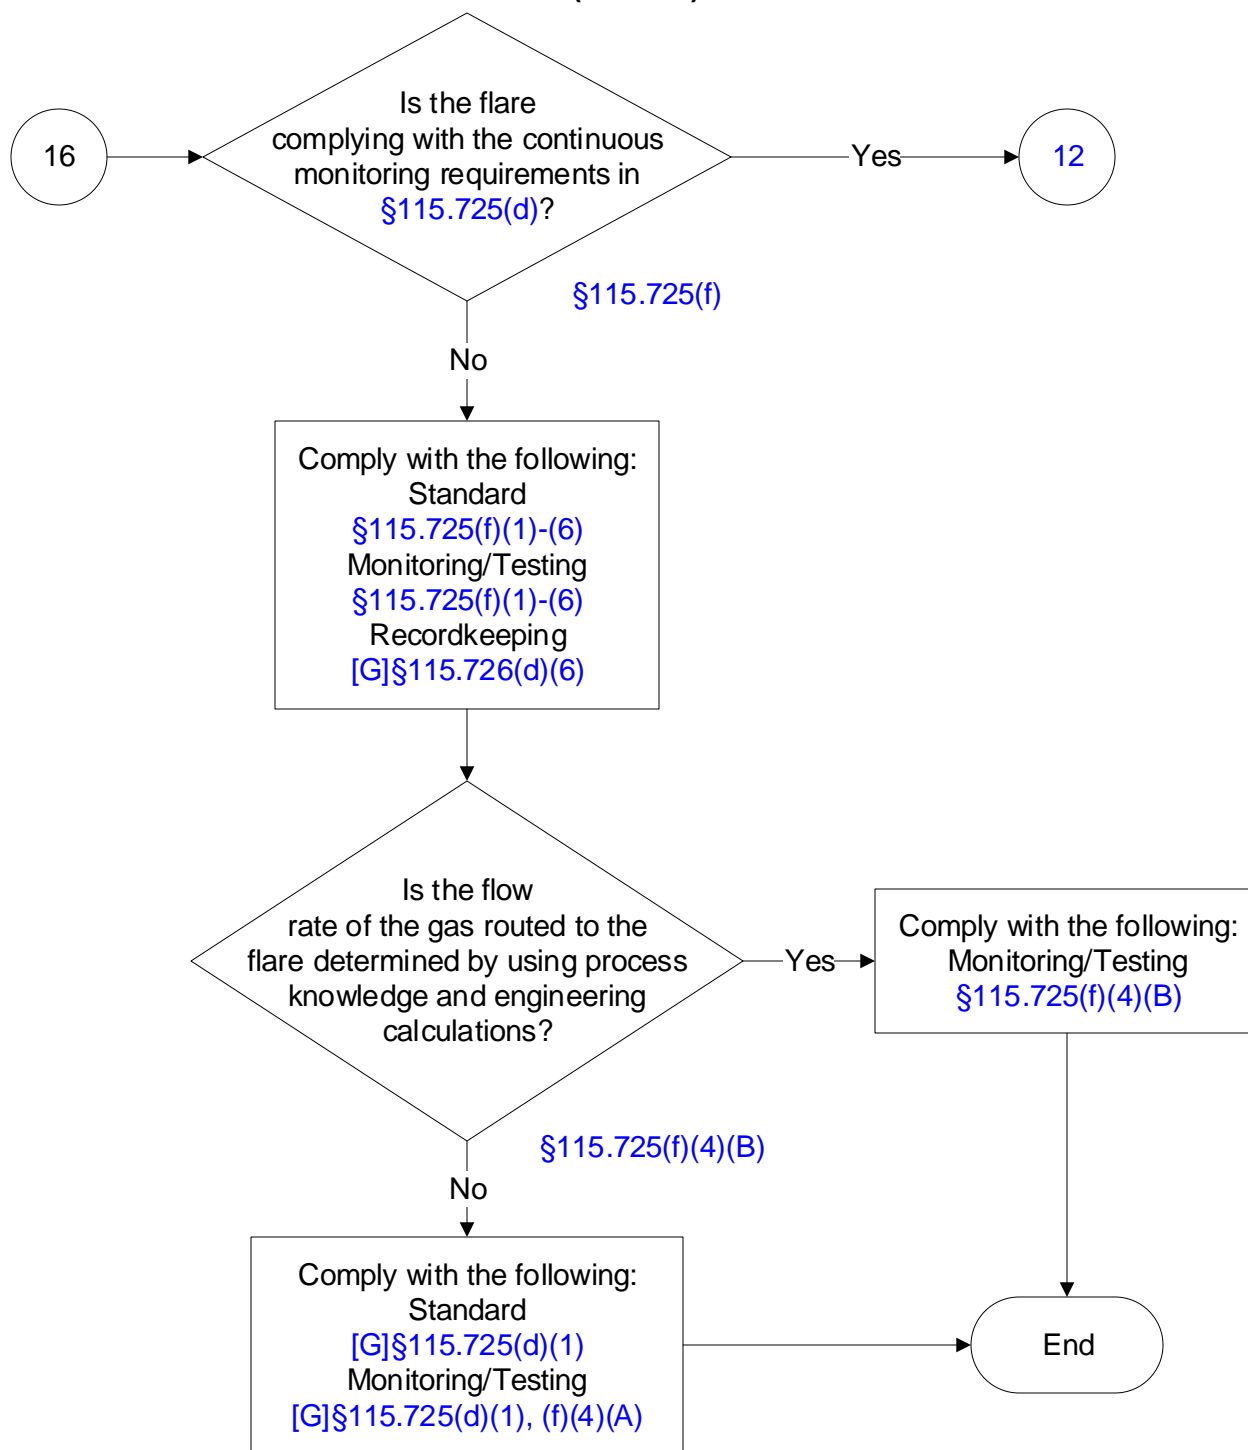 16
Is the flare
complying with the continuous
monitoring requirements in
§115.725(d)?
Yes
12
§115.725(f)
No
Comply with the following:
Standard
§115.725(f)(1)-(6)
Monitoring/Testing
§115.725(f)(1)-(6)
Recordkeeping
[G]§115.726(d)(6)
Is the flow
rate of the gas routed to the
flare determined by using process
knowledge and engineering
calculations?
Yes
Comply with the following:
Monitoring/Testing
§115.725(f)(4)(B)
§115.725(f)(4)(B)
No
Comply with the following:
Standard
[G]§115.725(d)(1)
Monitoring/Testing
[G]§115.725(d)(1), (f)(4)(A)
End